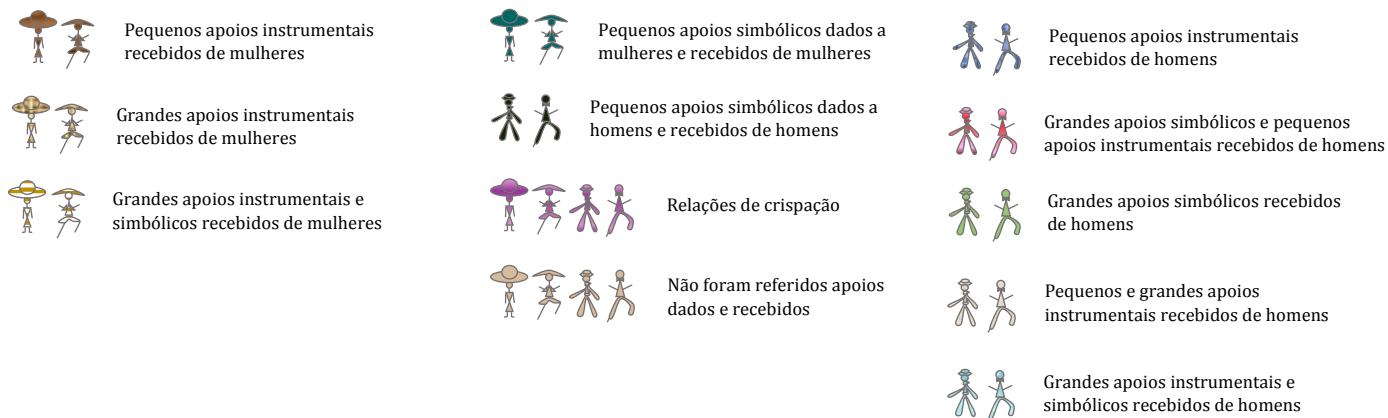 Pequenos apoios instrumentais
recebidos de mulheres
Grandes apoios instrumentais
recebidos de mulheres
Grandes apoios instrumentais e
simbólicos recebidos de mulheres
Pequenos apoios simbólicos dados a
mulheres e recebidos de mulheres
Pequenos apoios simbólicos dados a
homens e recebidos de homens
Relações de crispação
Não foram referidos apoios
dados e recebidos
Pequenos apoios instrumentais
recebidos de homens
Grandes apoios simbólicos e pequenos
apoios instrumentais recebidos de homens
Grandes apoios simbólicos recebidos
de homens
Pequenos e grandes apoios
instrumentais recebidos de homens
Grandes apoios instrumentais e
simbólicos recebidos de homens